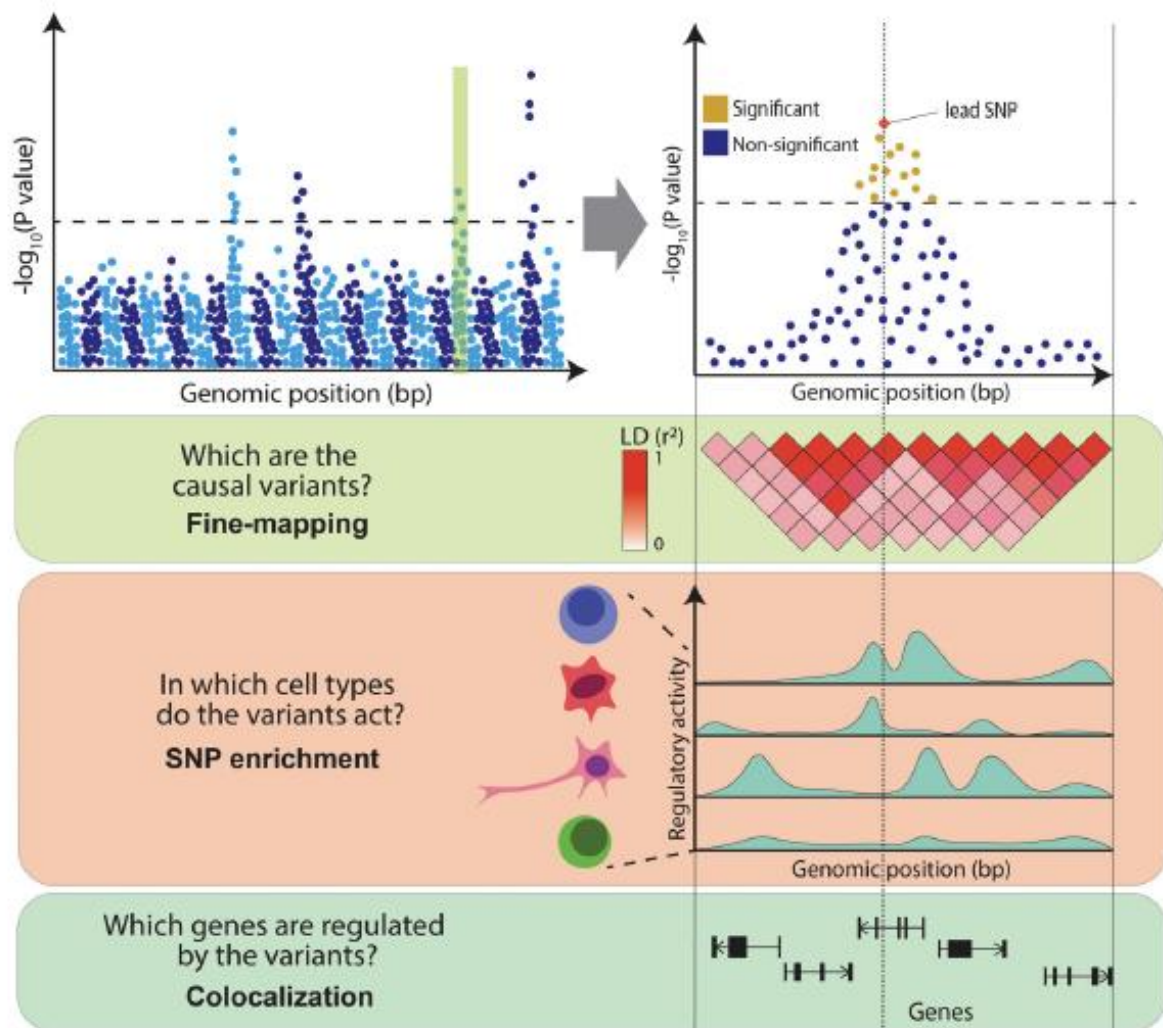 -log10(P value)
Genomic position (bp)
Significant
Non-significant
lead SNP
-log10(P value)
Genomic position (bp)
Which are the
causal variants?
Fine-mapping
LD (r²)
1
0
In which cell types
do the variants act?
SNP enrichment
Regulatory activity
Genomic position (bp)
Which genes are regulated
by the variants?
Colocalization
Genes